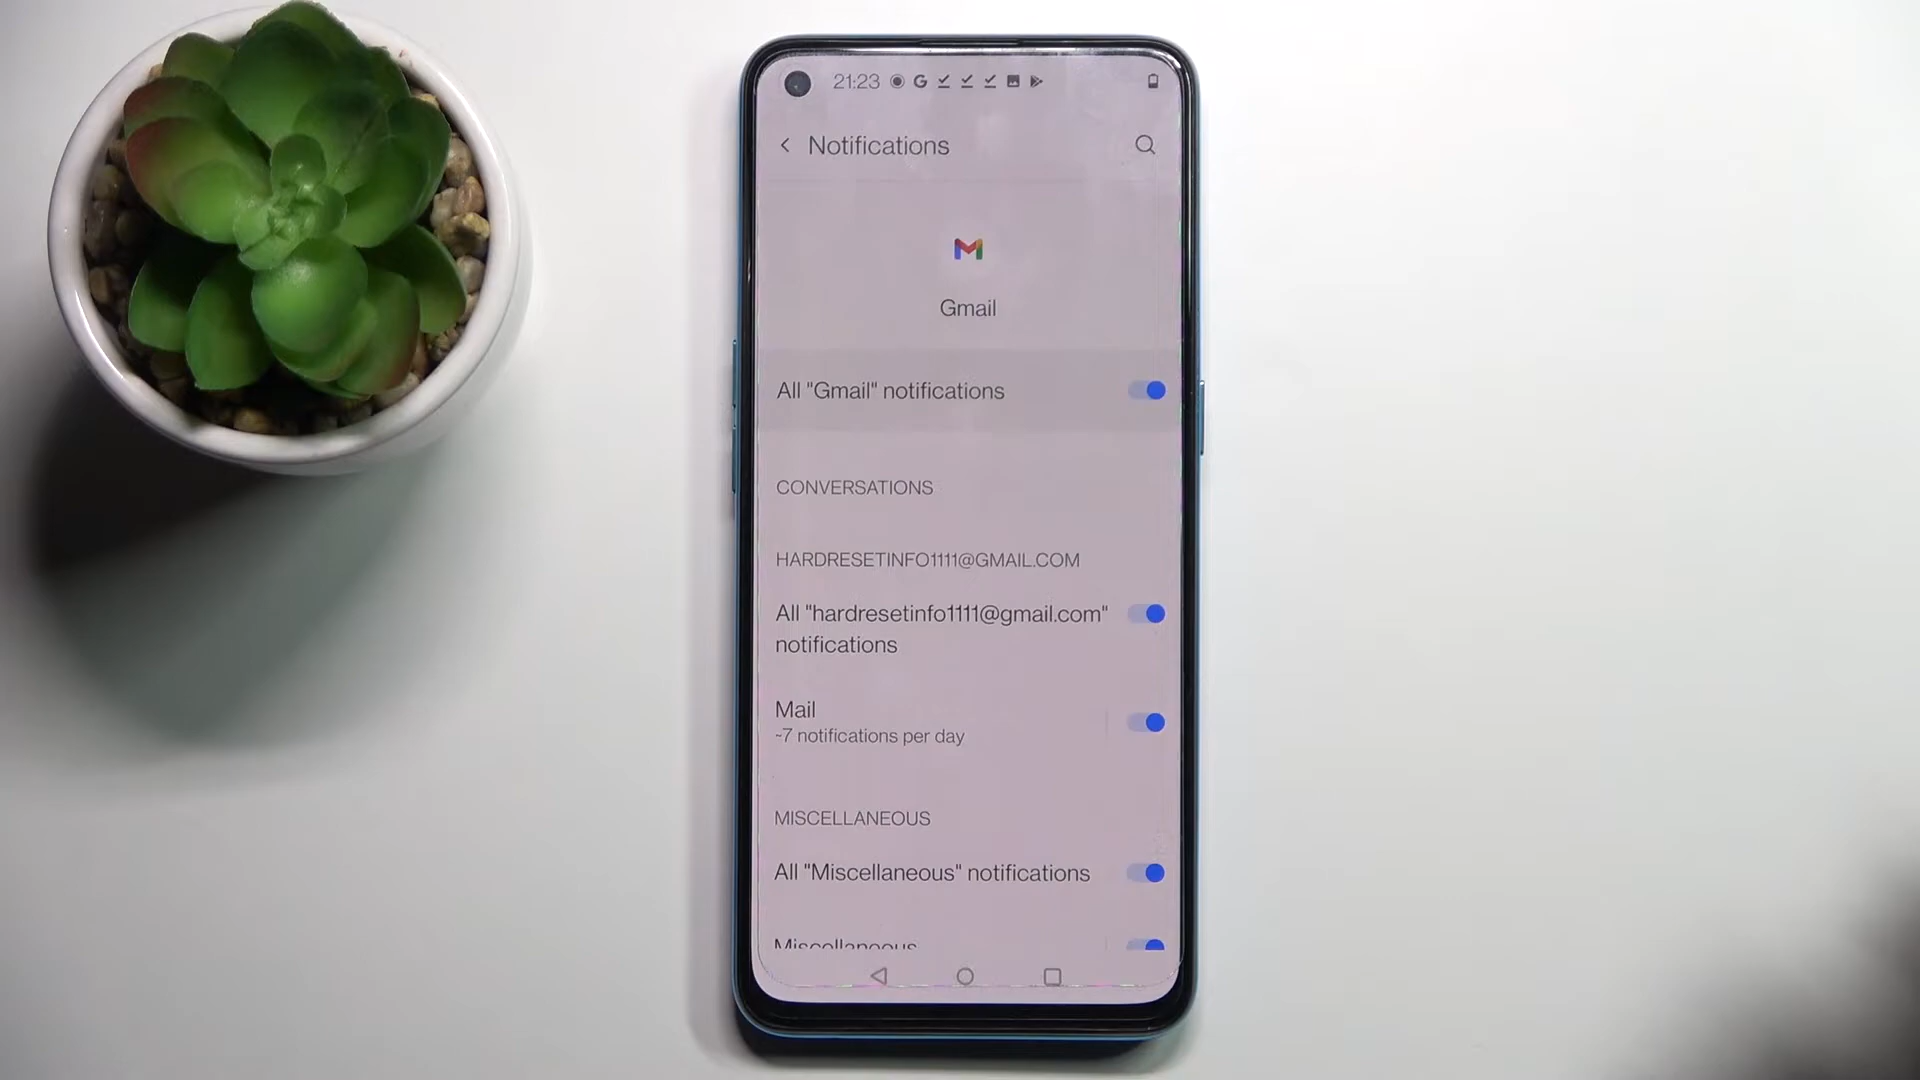 21:23
Notifications
Gmail
All "Gmail" notifications
CONVERSATIONS
HARDRESETINFO1111@GMAIL.COM
All "hardresetinfo1111@gmail.com"
notifications
Mail
~7 notifications per day
MISCELLANEOUS
All "Miscellaneous" notifications
Miscellaneous